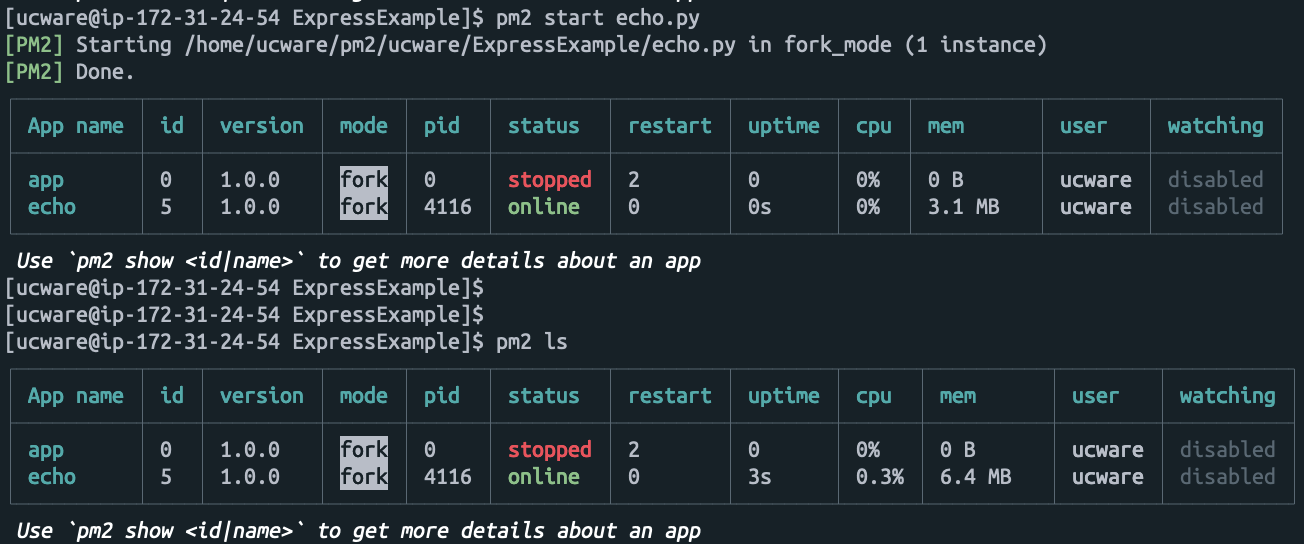 [ucware@ip-172-31-24-54 ExpressExample]$ pm2 start echo.py
[PM2] Starting /home/ucware/pm2/ucware/ExpressExample/echo.py in fork_mode (1 instance)
[PM2] Done.
App name id version mode pid status restart uptime cpu mem user watching
app 0 1.0.0 fork 0 stopped 2 0 0% 0 B ucware disabled
echo 5 1.0.0 fork 4116 online 0 0s 0% 3.1 MB ucware disabled
Use `pm2 show <id|name>` to get more details about an app
[ucware@ip-172-31-24-54 ExpressExample]$
[ucware@ip-172-31-24-54 ExpressExample]$
[ucware@ip-172-31-24-54 ExpressExample]$ pm2 ls
App name id version mode pid status restart uptime cpu mem user watching
app 0 1.0.0 fork 0 stopped 2 0 0% 0 B ucware disabled
echo 5 1.0.0 fork 4116 online 0 3s 0.3% 6.4 MB ucware disabled
Use `pm2 show <id|name>` to get more details about an app